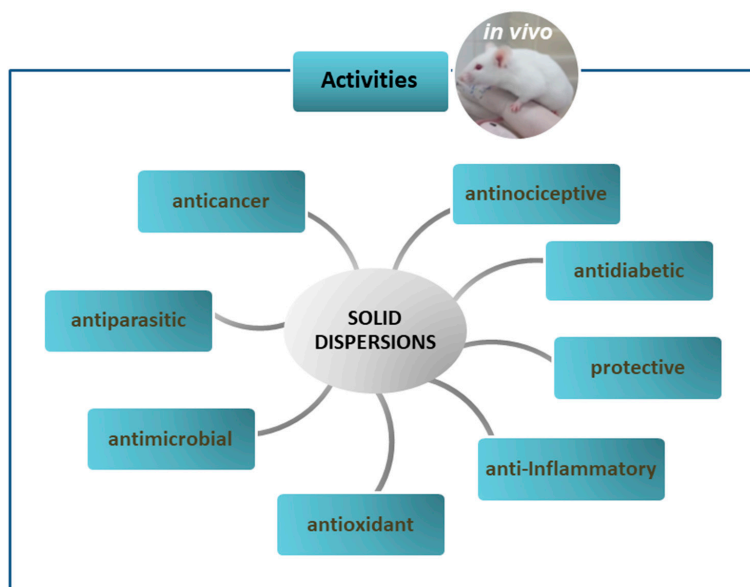 in vivo
Activities
anticancer
antinociceptive
antidiabetic
antiparasitic
SOLID
DISPERSIONS
protective
antimicrobial
anti-Inflammatory
antioxidant